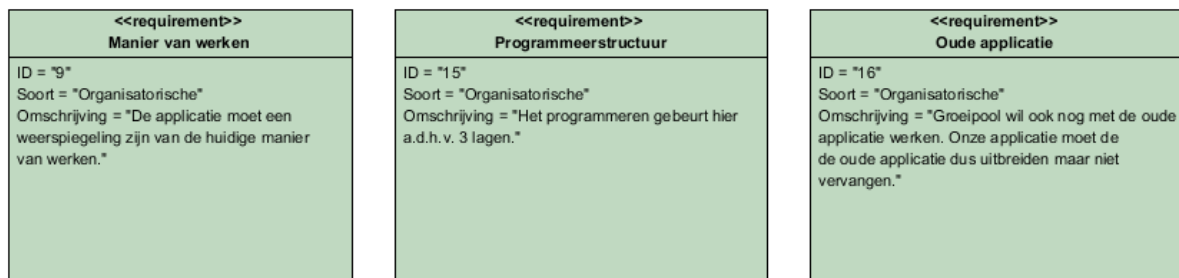 <<requirement>>
Manier van werken
ID = "9"
Soort = "Organisatorische"
Omschrijving = "De applicatie moet een
weerspiegeling zijn van de huidige manier
van werken."
<<requirement>>
Programmeerstructuur
ID = "15"
Soort = "Organisatorische"
Omschrijving = "Het programmeren gebeurt hier
a.d.h.v. 3 lagen."
<<requirement>>
Oude applicatie
ID = "16"
Soort = "Organisatorische"
Omschrijving = "Groeipool wil ook nog met de oude
applicatie werken. Onze applicatie moet de
de oude applicatie dus uitbreiden maar niet
vervangen."